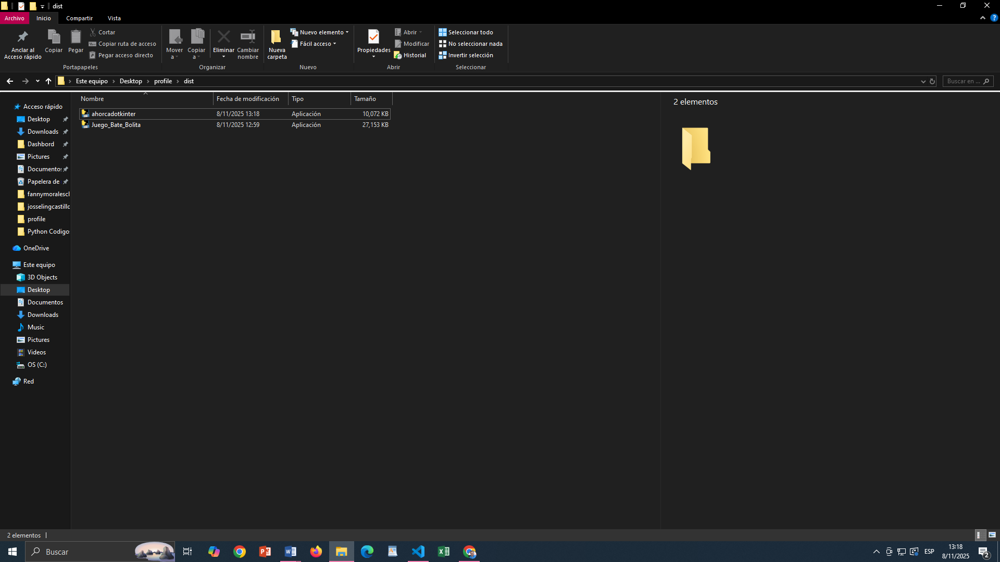 dist
Archivo Inicio Compartir Vista
Anclar al Acceso rápido
Copiar
Pegar
Cortar
Copiar ruta de acceso
Pegar acceso directo
Portapapeles
Mover a
Copiar a
Eliminar
Cambiar nombre
Organizar
Nueva carpeta
Nuevo elemento
Fácil acceso
Nuevo
Propiedades
Abrir
Modificar
Historial
Abrir
Seleccionar todo
No seleccionar nada
Invertir selección
Seleccionar
Este equipo › Desktop › profile › dist
Buscar en ...
Nombre Fecha de modificación Tipo Tamaño
ahorcadotkinter 8/11/2025 13:18 Aplicación 10,072 KB
Juego_Bate_Bolita 8/11/2025 12:59 Aplicación 27,153 KB
2 elementos
Acceso rápido
Desktop
Downloads
Dashbord
Pictures
Documentos
Papelera de
fannymoralescl
josselingcastillo
profile
Python Codigo
OneDrive
Este equipo
3D Objects
Desktop
Documentos
Downloads
Music
Pictures
Videos
OS (C:)
Red
2 elementos
Buscar
ESP
13:18
8/11/2025
2